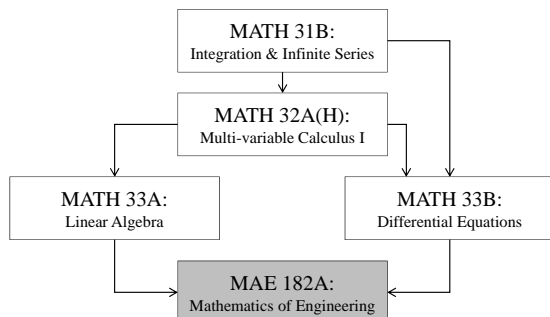 MATH 31B:
Integration & Infinite Series
MATH 32A(H):
Multi-variable Calculus I
MATH 33A:
Linear Algebra
MATH 33B:
Differential Equations
MAE 182A:
Mathematics of Engineering